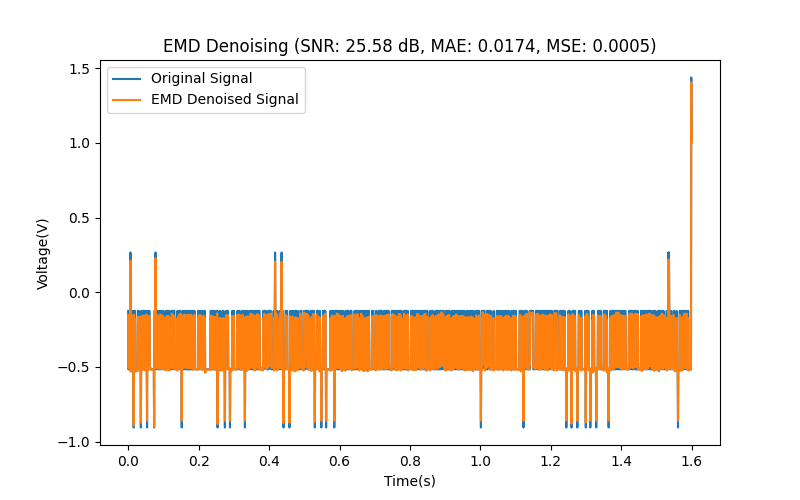 EMD Denoising (SNR: 25.58 dB, MAE: 0.0174, MSE: 0.0005)
Original Signal
EMD Denoised Signal
1.5
1.0
0.5
0.0
−0.5
−1.0
Voltage(V)
0.0 0.2 0.4 0.6 0.8 1.0 1.2 1.4 1.6
Time(s)